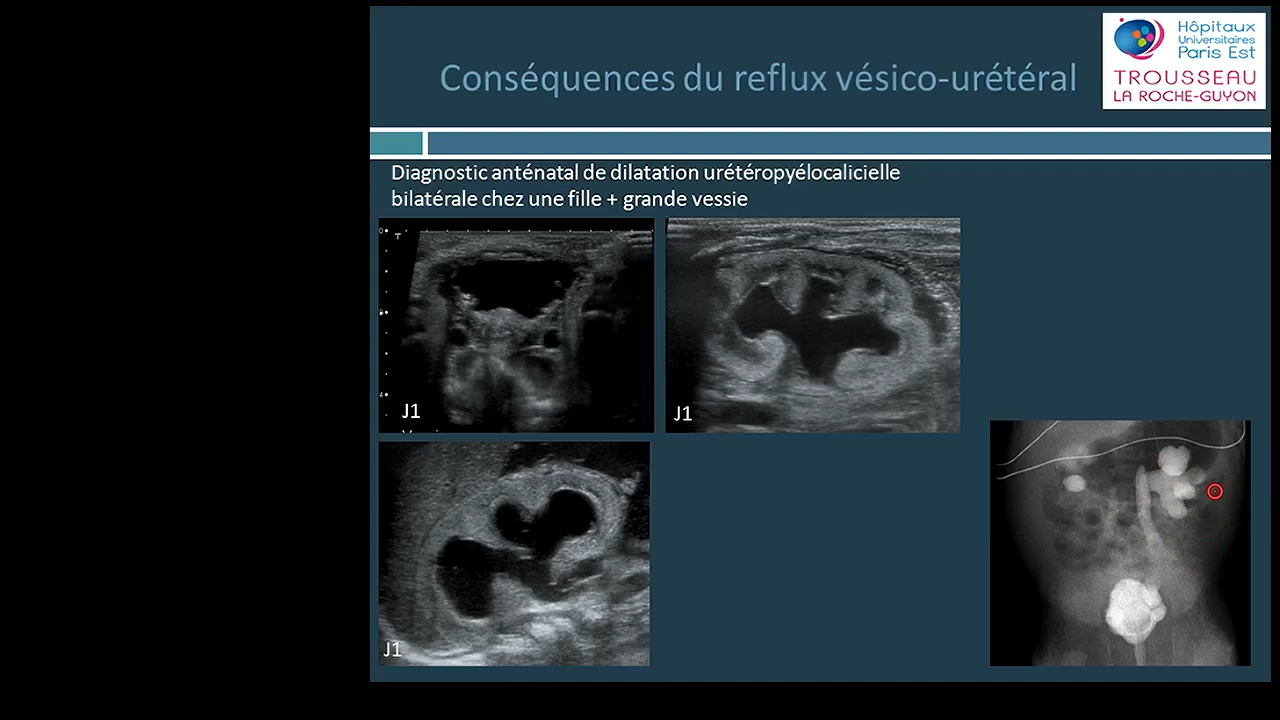 Hôpitaux
Universitaires
Paris Est
TROUSSEAU
LA ROCHE-GUYON
Conséquences du reflux vésico-urétéral
Diagnostic anténatal de dilatation urétéropyélocalicielle
bilatérale chez une fille + grande vessie
J1
J1
J1